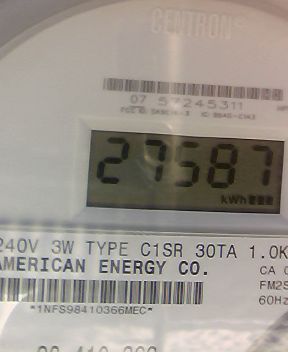 CENTRON
07 57245311
27587
kWh
240V 3W TYPE C1SR 30TA 1.0K
AMERICAN ENERGY CO.
CA
FM2S
60Hz
*1NFS98410366MEC*